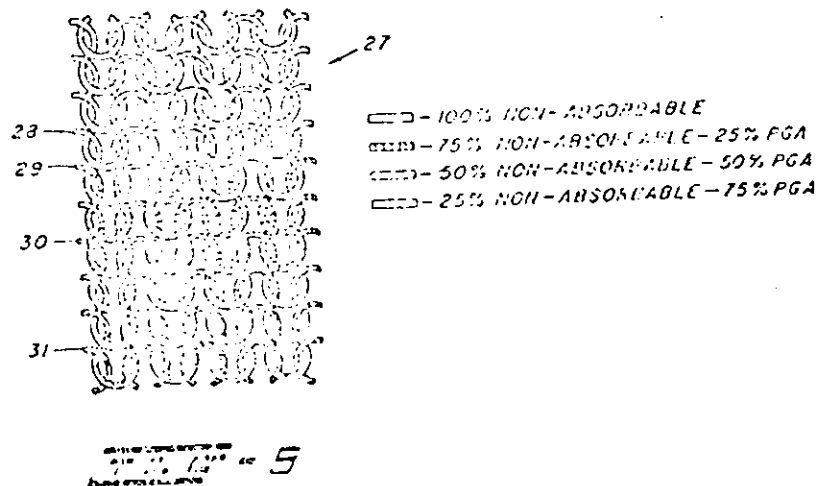 27
28
29
30
31
- 100% NON-ABSORBABLE
- 75% NON-ABSORBABLE - 25% PGA
- 50% NON-ABSORBABLE - 50% PGA
- 25% NON-ABSORBABLE - 75% PGA
FIG - 5